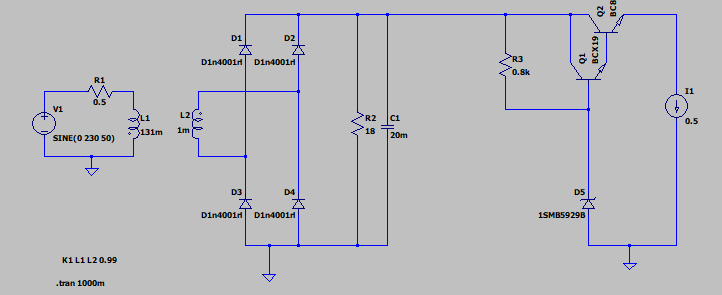 R1
0.5
V1
SINE(0 230 50)
L1
131m
L2
1m
D1
D1n4001rl
D2
D1n4001rl
D3
D1n4001rl
D4
D1n4001rl
R2
18
C1
20m
R3
0.8k
Q1
BCX19
Q2
D5
1SMB5929B
I1
0.5
K1 L1 L2 0.99
.tran 1000m